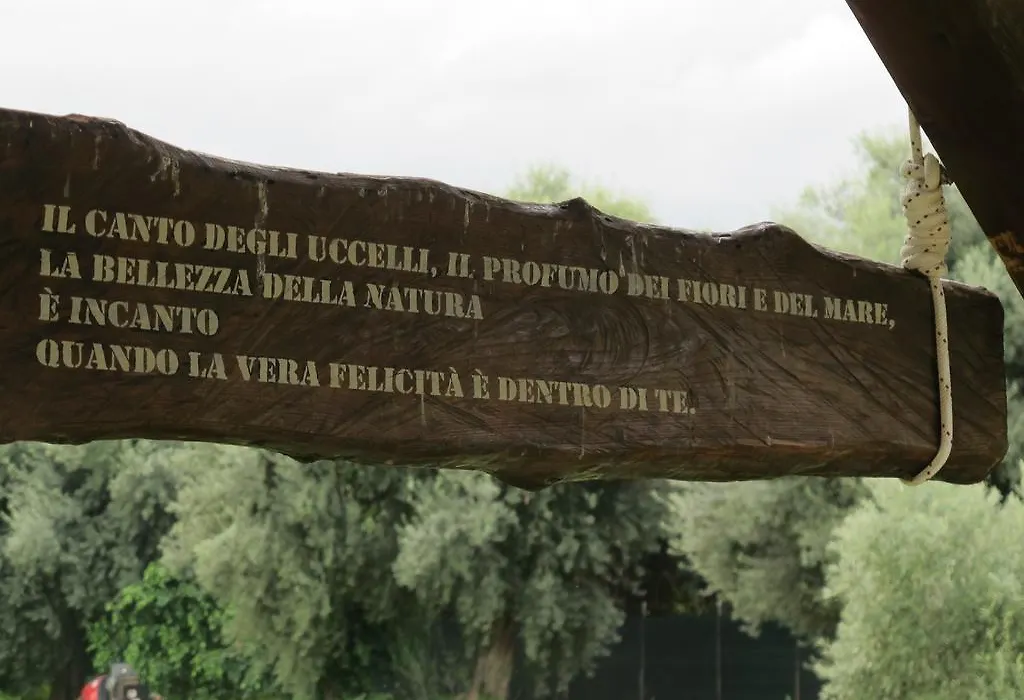 IL CANTO DEGLI UCCELLI, IL PROFUMO DEI FIORI E DEL MARE,
LA BELLEZZA DELLA NATURA
È INCANTO
QUANDO LA VERA FELICITÀ È DENTRO DI TE.